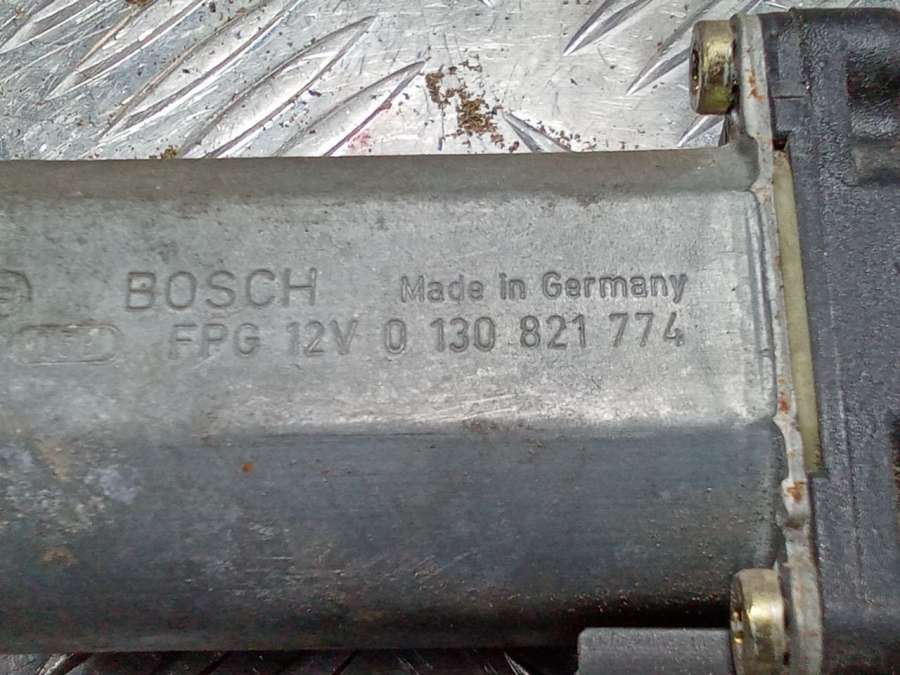 BOSCH Made in Germany
FPG 12V 0 130 821 774